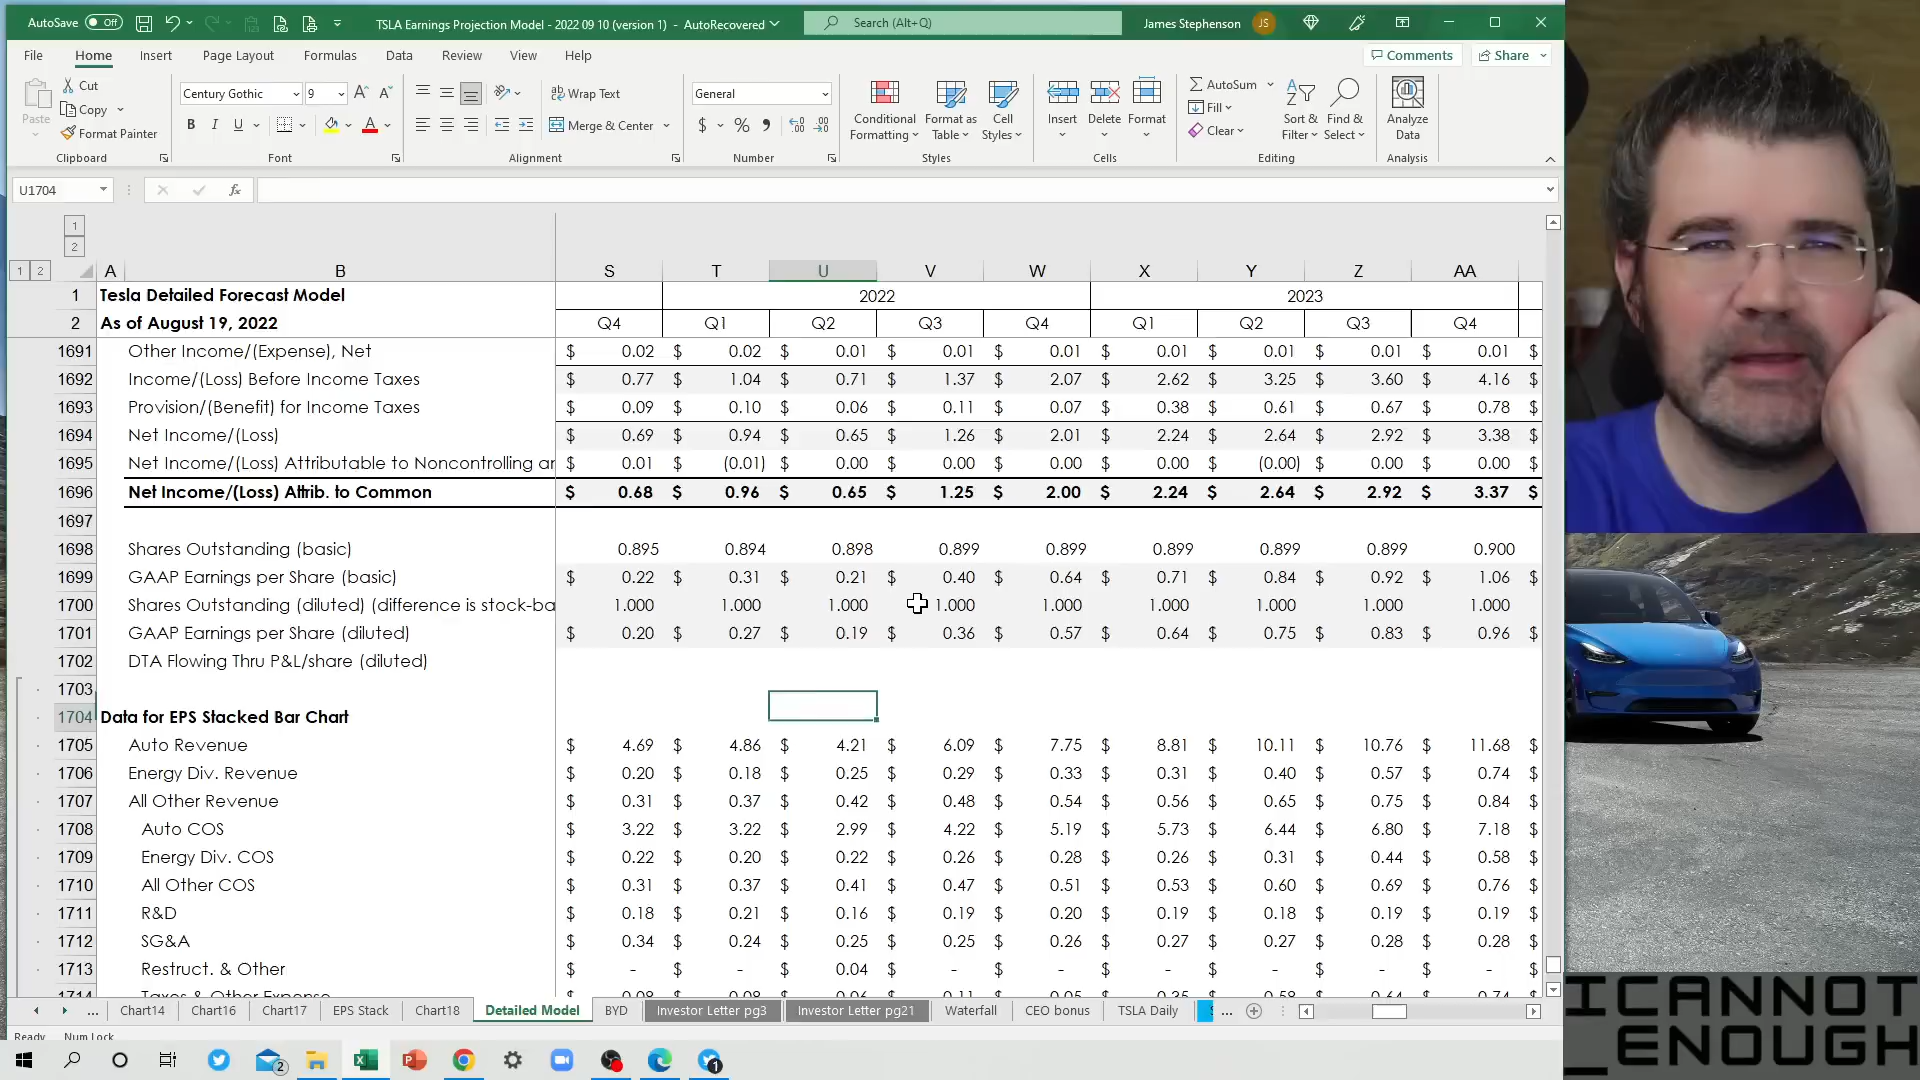 AutoSave Off TSLA Earnings Projection Model - 2022 09 10 (version 1) - AutoRecovered Search (Alt+Q) James Stephenson JS
File Home Insert Page Layout Formulas Data Review View Help Comments Share
Paste Cut Copy Format Painter Clipboard
Century Gothic 9 B I U Font
Wrap Text Merge & Center Alignment
General $ % Number
Conditional Formatting Format as Table Cell Styles Styles
Insert Delete Format Cells
AutoSum Fill Clear Sort & Filter Find & Select Editing
Analyze Data Analysis
U1704 fx
1
2
1 2 A B S T U V W X Y Z AA
1 Tesla Detailed Forecast Model 2022 2023
2 As of August 19, 2022 Q4 Q1 Q2 Q3 Q4 Q1 Q2 Q3 Q4
1691 Other Income/(Expense), Net $ 0.02 $ 0.02 $ 0.01 $ 0.01 $ 0.01 $ 0.01 $ 0.01 $ 0.01 $ 0.01 $
1692 Income/(Loss) Before Income Taxes $ 0.77 $ 1.04 $ 0.71 $ 1.37 $ 2.07 $ 2.62 $ 3.25 $ 3.60 $ 4.16 $
1693 Provision/(Benefit) for Income Taxes $ 0.09 $ 0.10 $ 0.06 $ 0.11 $ 0.07 $ 0.38 $ 0.61 $ 0.67 $ 0.78 $
1694 Net Income/(Loss) $ 0.69 $ 0.94 $ 0.65 $ 1.26 $ 2.01 $ 2.24 $ 2.64 $ 2.92 $ 3.38 $
1695 Net Income/(Loss) Attributable to Noncontrolling ar $ 0.01 $ (0.01) $ 0.00 $ 0.00 $ 0.00 $ 0.00 $ (0.00) $ 0.00 $ 0.00 $
1696 Net Income/(Loss) Attrib. to Common $ 0.68 $ 0.96 $ 0.65 $ 1.25 $ 2.00 $ 2.24 $ 2.64 $ 2.92 $ 3.37 $
1697
1698 Shares Outstanding (basic) 0.895 0.894 0.898 0.899 0.899 0.899 0.899 0.899 0.900
1699 GAAP Earnings per Share (basic) $ 0.22 $ 0.31 $ 0.21 $ 0.40 $ 0.64 $ 0.71 $ 0.84 $ 0.92 $ 1.06 $
1700 Shares Outstanding (diluted) (difference is stock-ba 1.000 1.000 1.000 1.000 1.000 1.000 1.000 1.000 1.000
1701 GAAP Earnings per Share (diluted) $ 0.20 $ 0.27 $ 0.19 $ 0.36 $ 0.57 $ 0.64 $ 0.75 $ 0.83 $ 0.96 $
1702 DTA Flowing Thru P&L/share (diluted)
1703
1704 Data for EPS Stacked Bar Chart
1705 Auto Revenue $ 4.69 $ 4.86 $ 4.21 $ 6.09 $ 7.75 $ 8.81 $ 10.11 $ 10.76 $ 11.68 $
1706 Energy Div. Revenue $ 0.20 $ 0.18 $ 0.25 $ 0.29 $ 0.33 $ 0.31 $ 0.40 $ 0.57 $ 0.74 $
1707 All Other Revenue $ 0.31 $ 0.37 $ 0.42 $ 0.48 $ 0.54 $ 0.56 $ 0.65 $ 0.75 $ 0.84 $
1708 Auto COS $ 3.22 $ 3.22 $ 2.99 $ 4.22 $ 5.19 $ 5.73 $ 6.44 $ 6.80 $ 7.18 $
1709 Energy Div. COS $ 0.22 $ 0.20 $ 0.22 $ 0.26 $ 0.28 $ 0.26 $ 0.31 $ 0.44 $ 0.58 $
1710 All Other COS $ 0.31 $ 0.37 $ 0.41 $ 0.47 $ 0.51 $ 0.53 $ 0.60 $ 0.69 $ 0.76 $
1711 R&D $ 0.18 $ 0.21 $ 0.16 $ 0.19 $ 0.20 $ 0.19 $ 0.18 $ 0.19 $ 0.19 $
1712 SG&A $ 0.34 $ 0.24 $ 0.25 $ 0.25 $ 0.26 $ 0.27 $ 0.27 $ 0.28 $ 0.28 $
1713 Restruct. & Other $ - $ - $ 0.04 $ - $ - $ - $ - $ - $ - $
1714 Taxes & Other Expense
... Chart14 Chart16 Chart17 EPS Stack Chart18 Detailed Model BYD Investor Letter pg3 Investor Letter pg21 Waterfall CEO bonus TSLA Daily ...
Ready Num Lock
2 1
ICANNOT
_ENOUGH